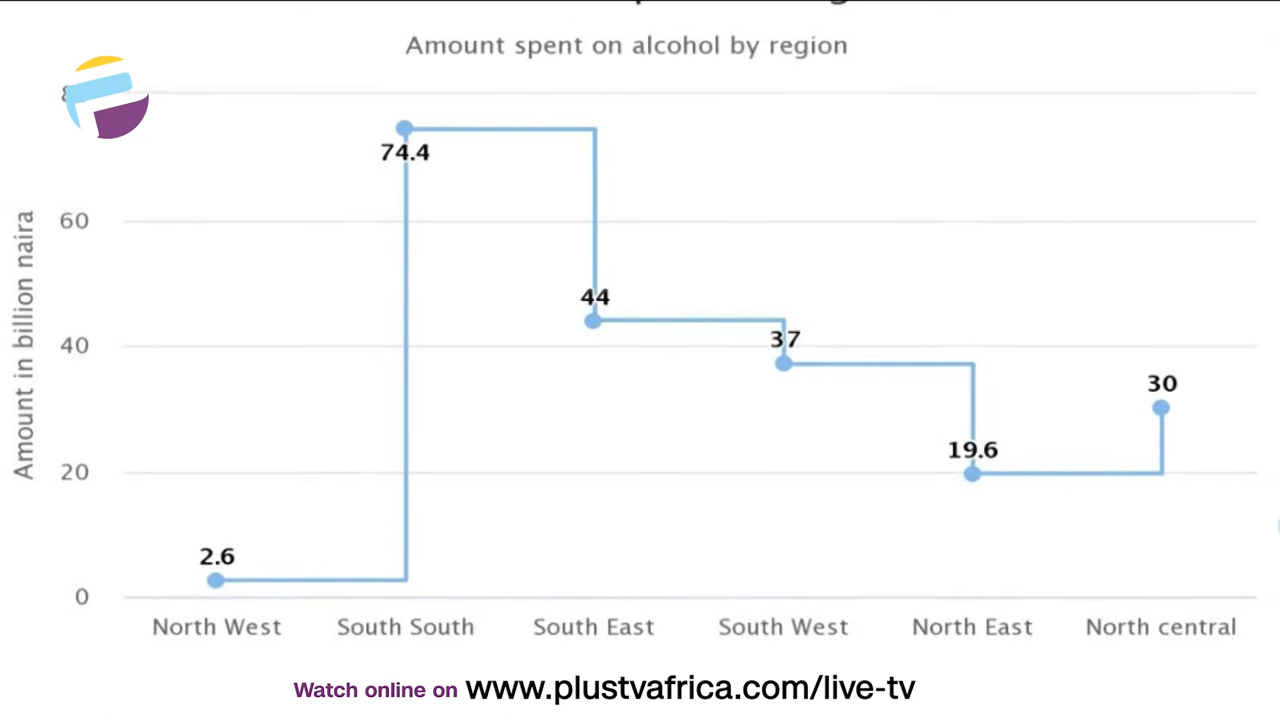 Amount spent on alcohol by region
Amount in billion naira
60
40
20
0
74.4
44
37
30
19.6
2.6
North West
South South
South East
South West
North East
North central
Watch online on www.plustvafrica.com/live-tv